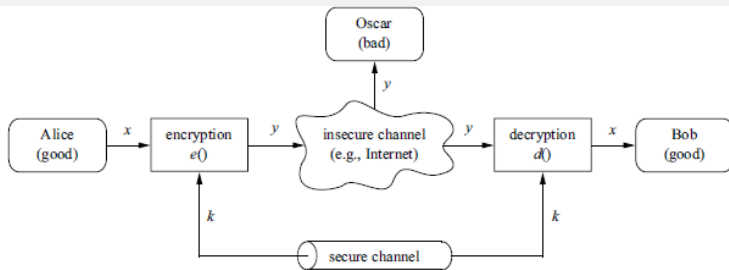 Oscar
(bad)
y
Alice
(good)
x
encryption
e()
y
insecure channel
(e.g., Internet)
y
decryption
d()
x
Bob
(good)
k
k
secure channel